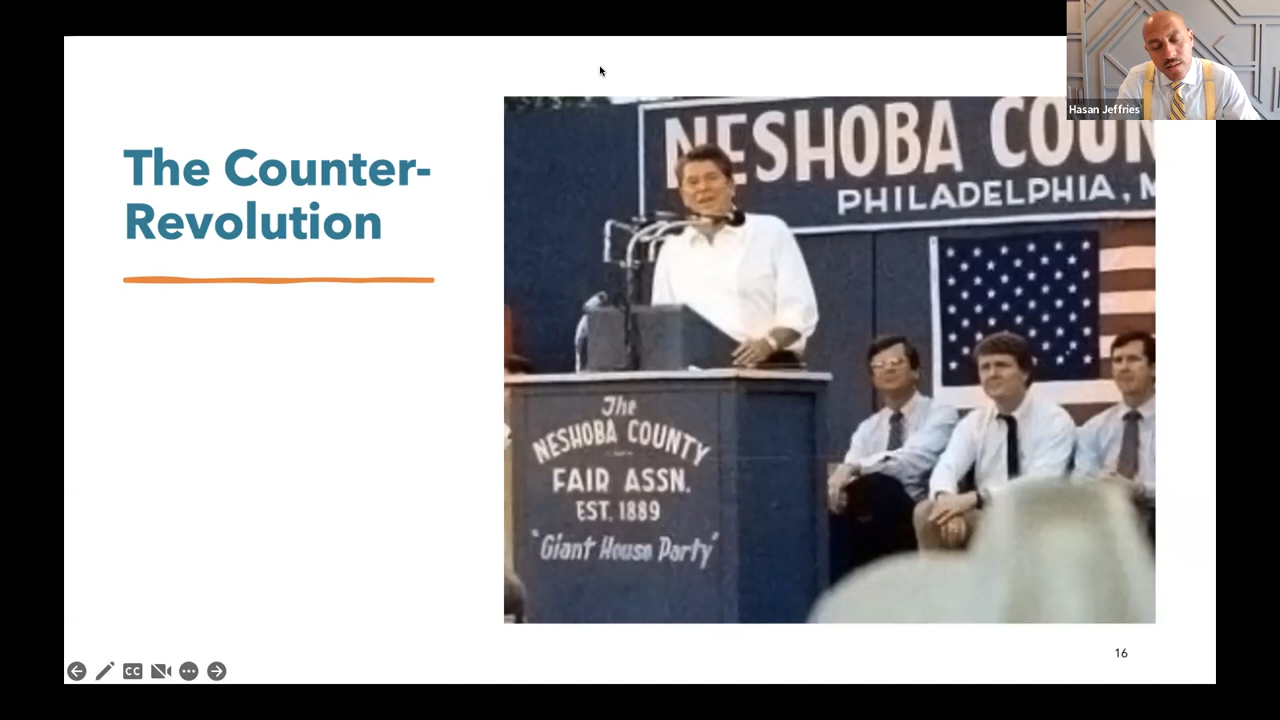 Hasan Jeffries
The Counter-
Revolution
NESHOBA COUN
PHILADELPHIA, M
The
NESHOBA COUNTY
FAIR ASSN.
EST. 1889
"Giant House Party"
16
CC